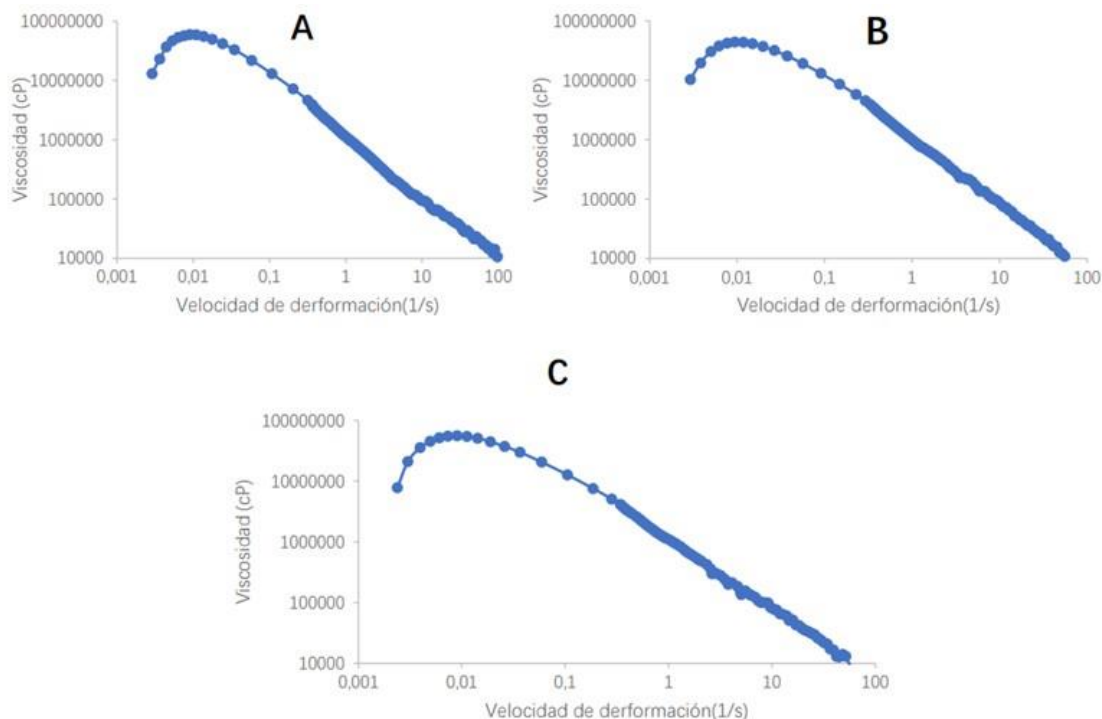 A
100000000
10000000
1000000
100000
10000
Viscosidad (cP)
0,001 0,01 0,1 1 10 100
Velocidad de derformación(1/s)
B
100000000
10000000
1000000
100000
10000
Viscosidad (cP)
0,001 0,01 0,1 1 10 100
Velocidad de derformación(1/s)
C
100000000
10000000
1000000
100000
10000
Viscosidad (cP)
0,001 0,01 0,1 1 10 100
Velocidad de derformación(1/s)